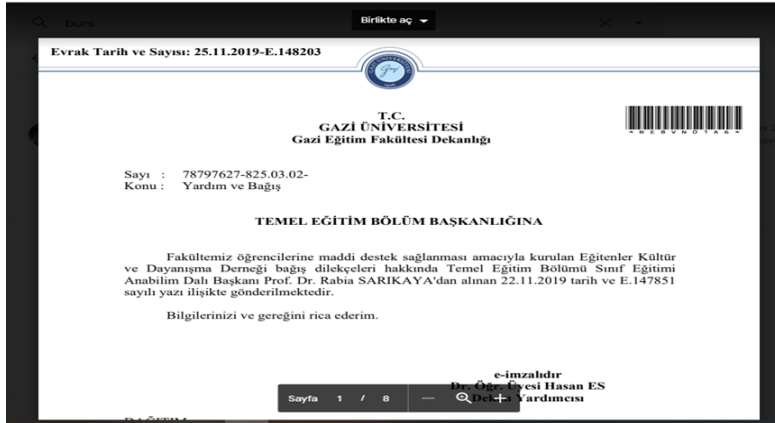 burs
Birlikte aç
Evrak Tarih ve Sayısı: 25.11.2019-E.148203
T.C.
GAZİ ÜNİVERSİTESİ
Gazi Eğitim Fakültesi Dekanlığı
Sayı : 78797627-825.03.02-
Konu : Yardım ve Bağış
TEMEL EĞİTİM BÖLÜM BAŞKANLIĞINA
Fakültemiz öğrencilerine maddi destek sağlanması amacıyla kurulan Eğitenler Kültür
ve Dayanışma Derneği bağış dilekçeleri hakkında Temel Eğitim Bölümü Sınıf Eğitimi
Anabilim Dalı Başkanı Prof. Dr. Rabia SARIKAYA'dan alınan 22.11.2019 tarih ve E.147851
sayılı yazı ilişikte gönderilmektedir.
Bilgilerinizi ve gereğini rica ederim.
e-imzalıdır
Dr. Öğr. Üyesi Hasan ES
Dekan Yardımcısı
Sayfa 1 / 8